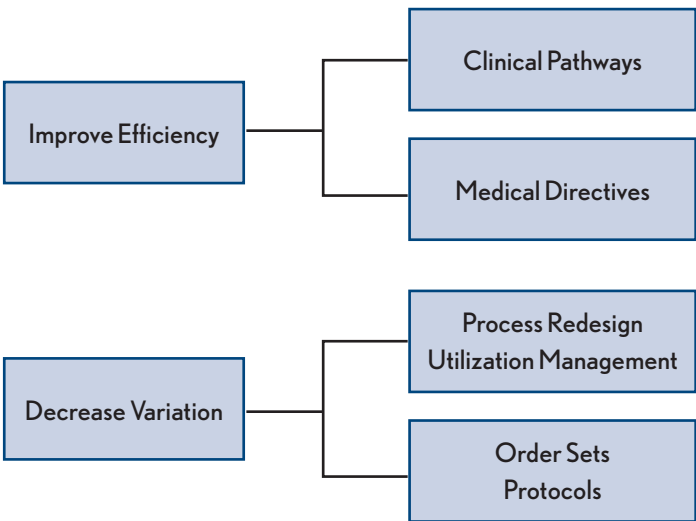 Improve Efficiency
Clinical Pathways
Medical Directives
Decrease Variation
Process Redesign
Utilization Management
Order Sets
Protocols